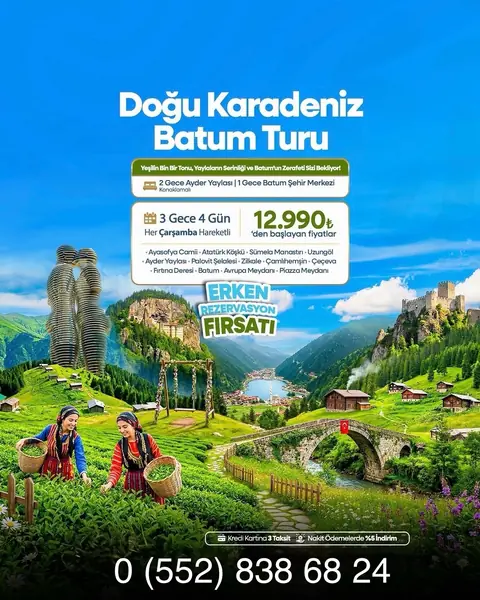 Doğu Karadeniz
Batum Turu
Yeşilin Bin Bir Tonu, Yaylaların Serinliği ve Batum'un Zerafeti Sizi Bekliyor!
2 Gece Ayder Yaylası | 1 Gece Batum Şehir Merkezi
Konaklamalı
3 Gece 4 Gün
Her Çarşamba Hareketli
12.990₺
'den başlayan fiyatlar
· Ayasofya Camii · Atatürk Köşkü · Sümela Manastırı · Uzungöl
· Ayder Yaylası · Palovit Şelalesi · Zilkale · Çamlıhemşin · Çeçeva
· Fırtına Deresi · Batum · Avrupa Meydanı · Piazza Meydanı
ERKEN
REZERVASYON
FIRSATI
Kredi Kartına 3 Taksit
Nakit Ödemelerde %5 İndirim
0 (552) 838 68 24